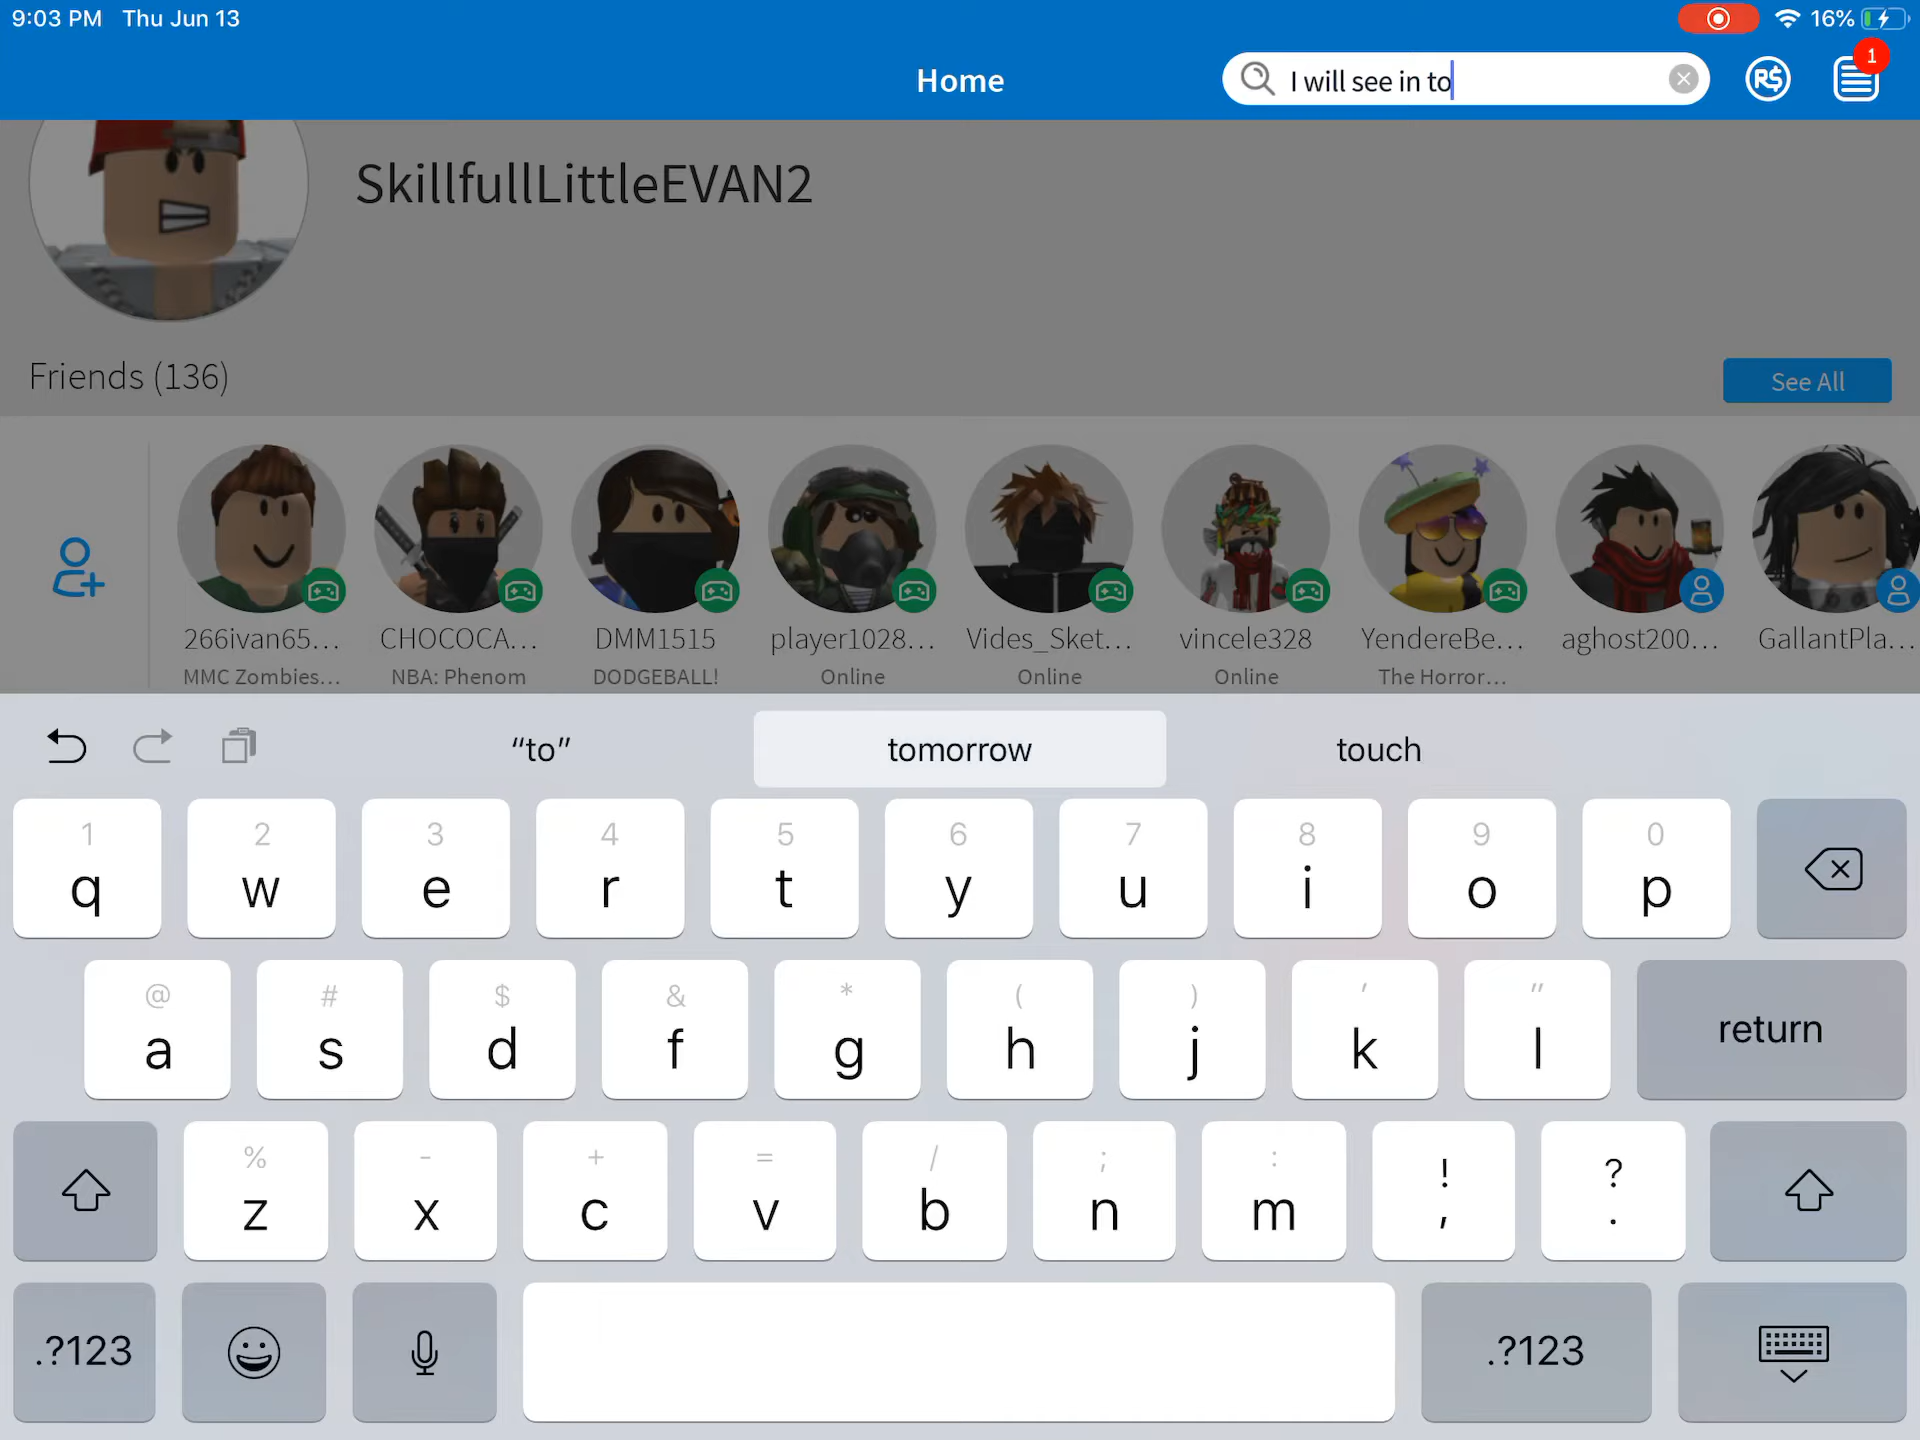 9:03 PM Thu Jun 13
16%
Home
I will see in to
R$
1
SkillfullLittleEVAN2
Friends (136)
See All
266ivan65... CHOCOCA... DMM1515 player1028... Vides_Sket... vincele328 YendereBe... aghost200... GallantPla...
MMC Zombies... NBA: Phenom DODGEBALL! Online Online Online The Horror...
“to” tomorrow touch
1 2 3 4 5 6 7 8 9 0
q w e r t y u i o p
@ # $ & * ( ) ' "
a s d f g h j k l return
% - + = / ; : ! ?
z x c v b n m , .
.?123 .?123